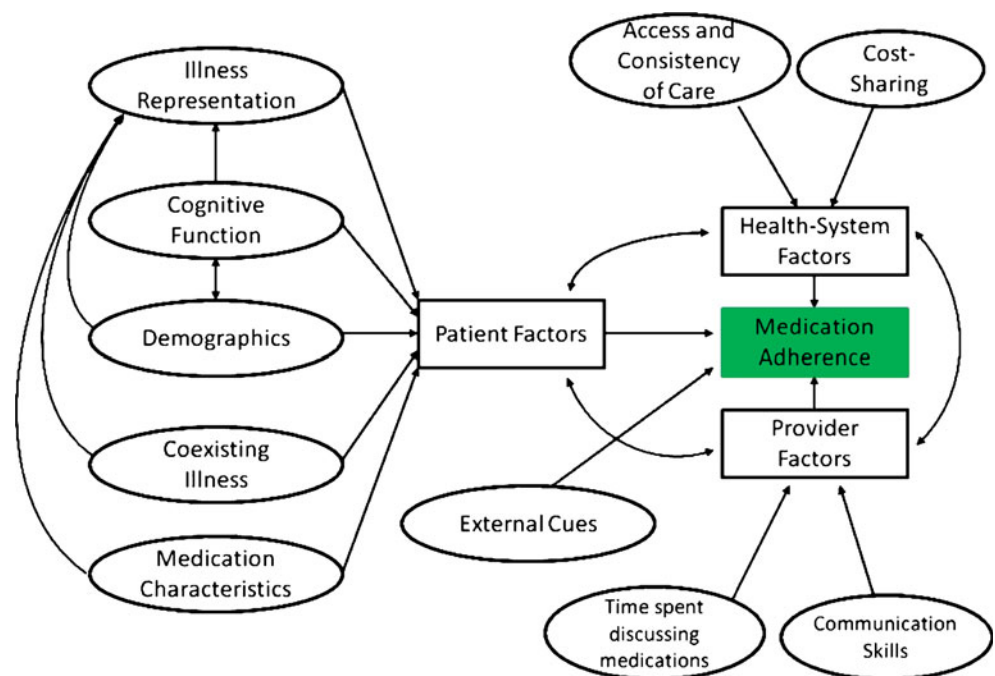 Illness
Representation
Cognitive
Function
Demographics
Coexisting
Illness
Medication
Characteristics
Patient Factors
External Cues
Access and
Consistency
of Care
Cost-
Sharing
Health-System
Factors
Medication
Adherence
Provider
Factors
Time spent
discussing
medications
Communication
Skills